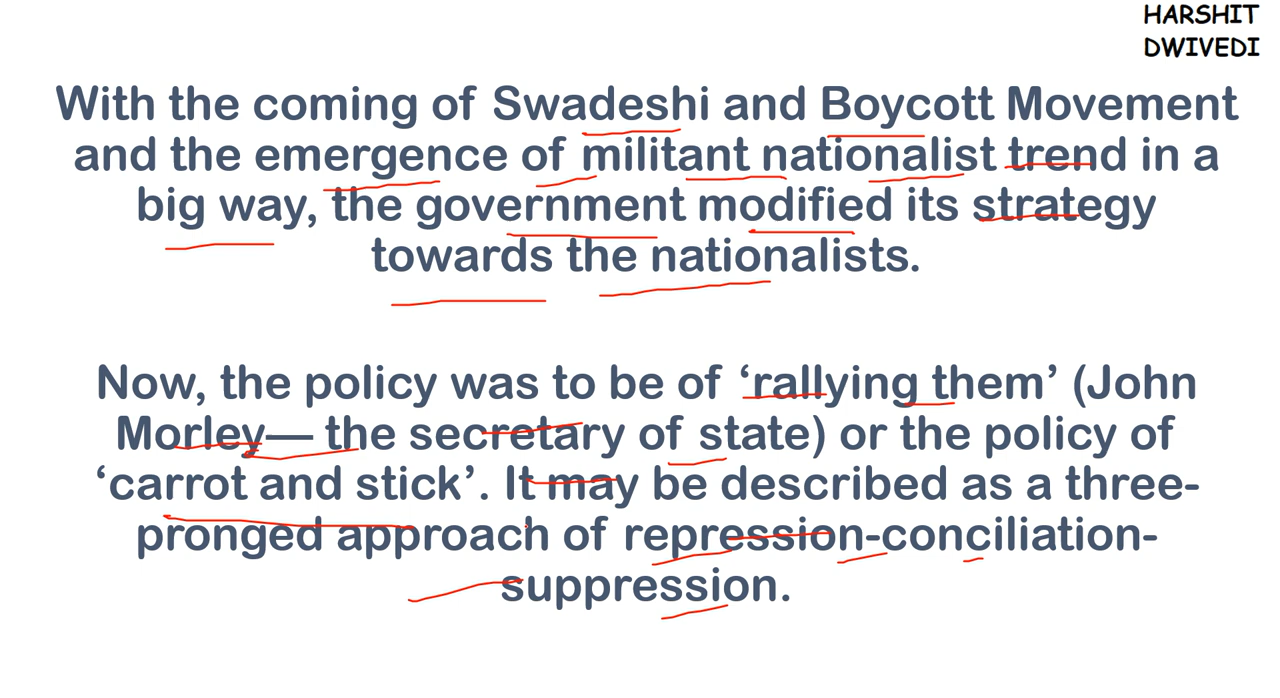 HARSHIT
DWIVEDI
With the coming of Swadeshi and Boycott Movement
and the emergence of militant nationalist trend in a
big way, the government modified its strategy
towards the nationalists.
Now, the policy was to be of ‘rallying them’ (John
Morley— the secretary of state) or the policy of
‘carrot and stick’. It may be described as a three-
pronged approach of repression-conciliation-
suppression.